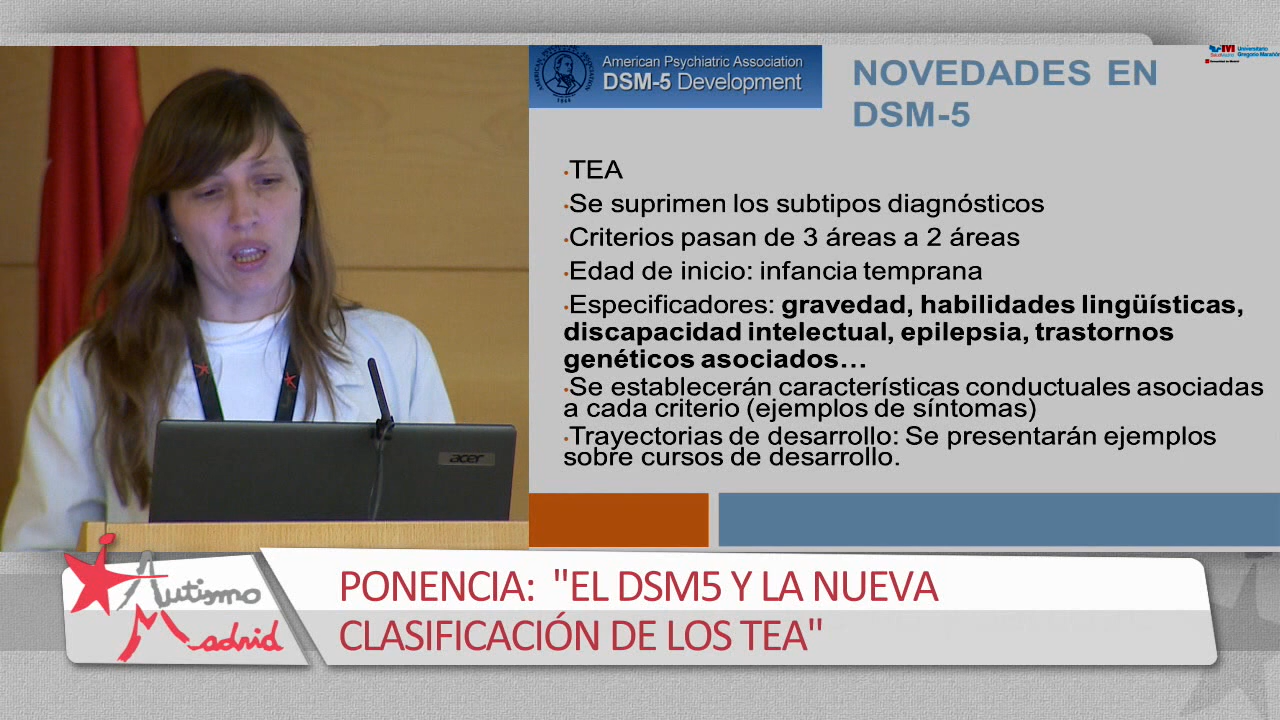 American Psychiatric Association
DSM-5 Development
NOVEDADES EN
DSM-5
•TEA
•Se suprimen los subtipos diagnósticos
•Criterios pasan de 3 áreas a 2 áreas
•Edad de inicio: infancia temprana
•Especificadores: gravedad, habilidades lingüísticas,
discapacidad intelectual, epilepsia, trastornos
genéticos asociados…
•Se establecerán características conductuales asociadas
a cada criterio (ejemplos de síntomas)
•Trayectorias de desarrollo: Se presentarán ejemplos
sobre cursos de desarrollo.
acer
Autismo
Madrid
PONENCIA: "EL DSM5 Y LA NUEVA
CLASIFICACIÓN DE LOS TEA"